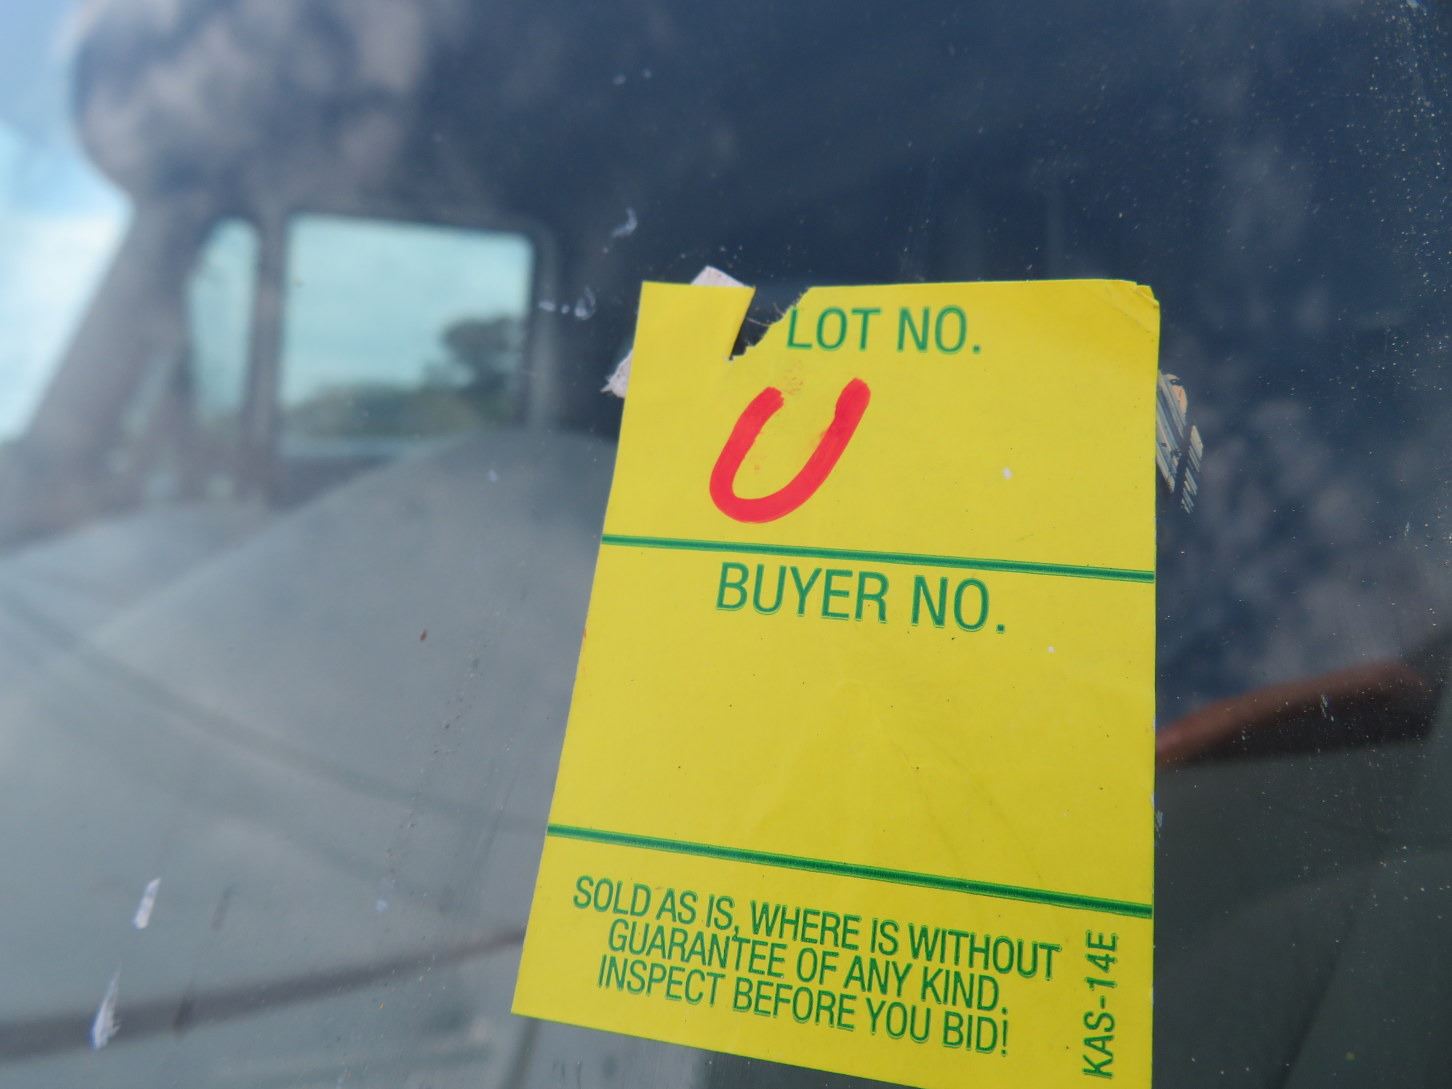 LOT NO.
U
BUYER NO.
SOLD AS IS, WHERE IS WITHOUT
GUARANTEE OF ANY KIND.
INSPECT BEFORE YOU BID!
KAS-14E